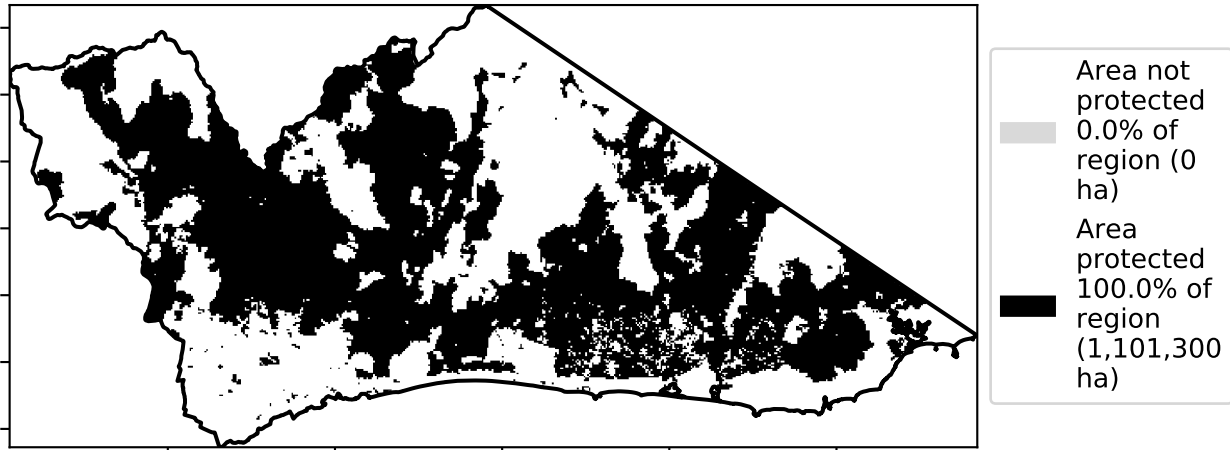 Area not
protected
0.0% of
region (0
ha)
Area
protected
100.0% of
region
(1,101,300
ha)